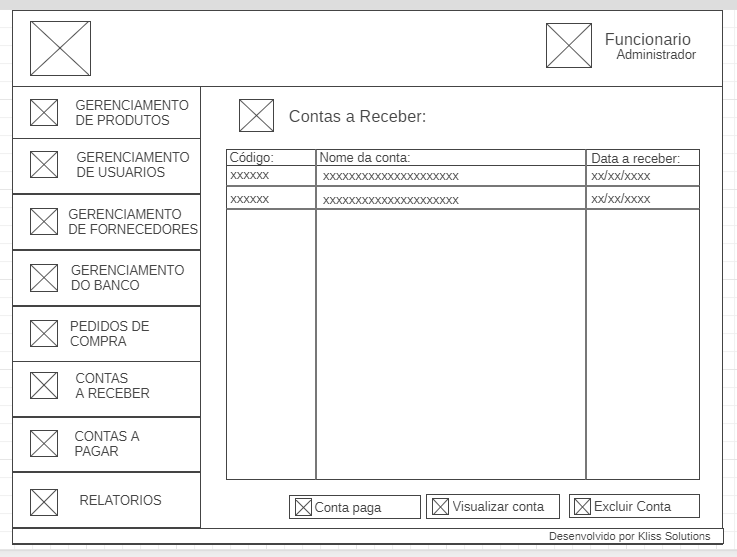 Funcionario
Administrador
GERENCIAMENTO
DE PRODUTOS
GERENCIAMENTO
DE USUARIOS
GERENCIAMENTO
DE FORNECEDORES
GERENCIAMENTO
DO BANCO
PEDIDOS DE
COMPRA
CONTAS
A RECEBER
CONTAS A
PAGAR
RELATORIOS
Contas a Receber:
Código: Nome da conta: Data a receber:
xxxxxx xxxxxxxxxxxxxxxxxxxxx xx/xx/xxxx
xxxxxx xxxxxxxxxxxxxxxxxxxxx xx/xx/xxxx
Conta paga Visualizar conta Excluir Conta
Desenvolvido por Kliss Solutions